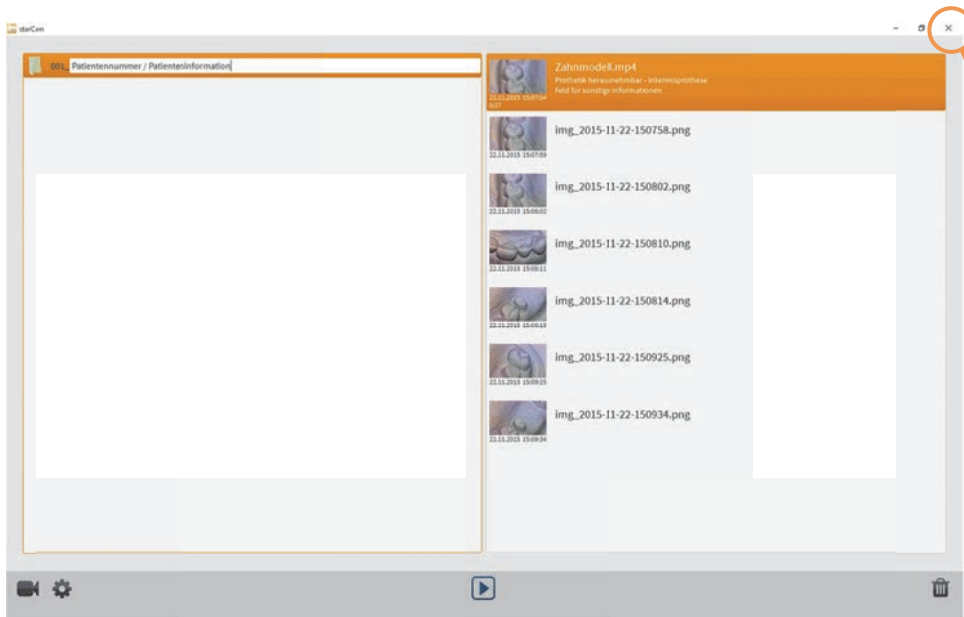 starCam
001_ Patientennummer / Patienteninformation
Zahnmodell.mp4
Prothetik herausnehmbar - Interimsprothese
Feld für sonstige Informationen
22.11.2015 15:07:04
0:27
img_2015-11-22-150758.png
22.11.2015 15:07:59
img_2015-11-22-150802.png
22.11.2015 15:08:02
img_2015-11-22-150810.png
22.11.2015 15:08:11
img_2015-11-22-150814.png
22.11.2015
img_2015-11-22-150925.png
22.11.2015 15:09:25
img_2015-11-22-150934.png
22.11.2015 15:09:34